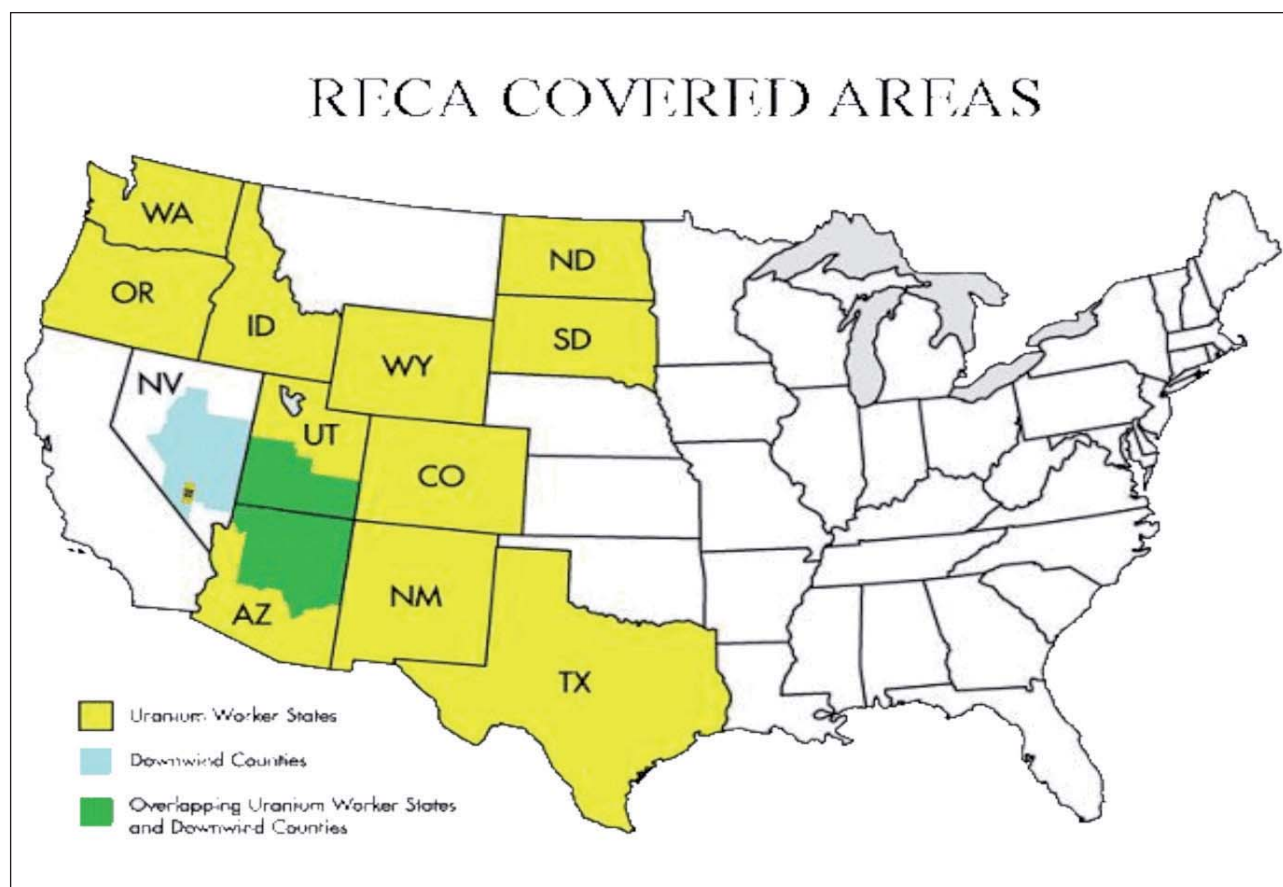 RECA COVERED AREAS
WA
OR
ID
ND
SD
WY
NV
UT
CO
AZ
NM
TX
Uranium Worker States
Downwind Counties
Overlapping Uranium Worker States
and Downwind Counties